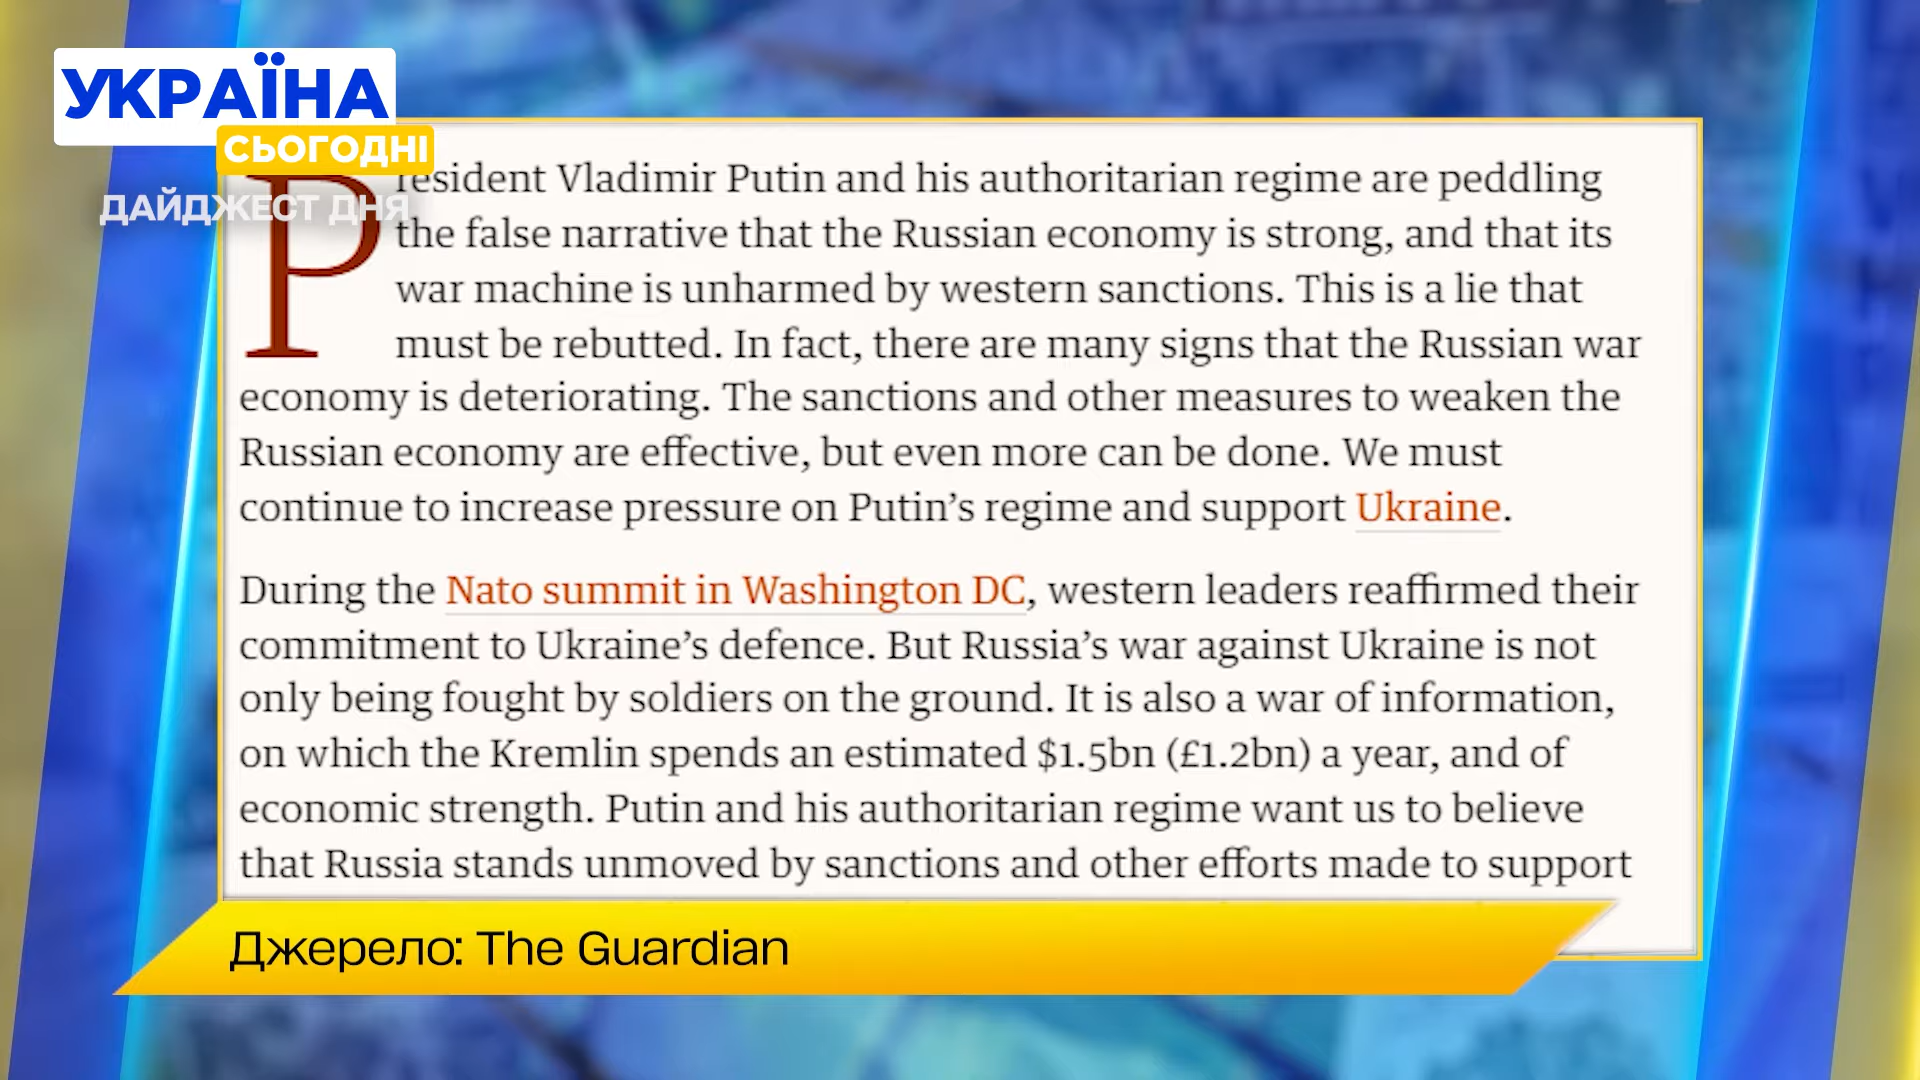 УКРАЇНА
СЬОГОДНІ
ДАЙДЖЕСТ ДНЯ
President Vladimir Putin and his authoritarian regime are peddling
the false narrative that the Russian economy is strong, and that its
war machine is unharmed by western sanctions. This is a lie that
must be rebutted. In fact, there are many signs that the Russian war
economy is deteriorating. The sanctions and other measures to weaken the
Russian economy are effective, but even more can be done. We must
continue to increase pressure on Putin’s regime and support Ukraine.
During the Nato summit in Washington DC, western leaders reaffirmed their
commitment to Ukraine’s defence. But Russia’s war against Ukraine is not
only being fought by soldiers on the ground. It is also a war of information,
on which the Kremlin spends an estimated $1.5bn (£1.2bn) a year, and of
economic strength. Putin and his authoritarian regime want us to believe
that Russia stands unmoved by sanctions and other efforts made to support
Джерело: The Guardian